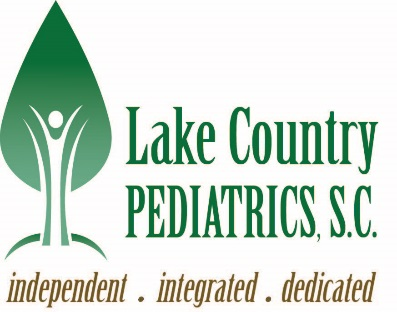 Lake Country
PEDIATRICS, S.C.
independent . integrated . dedicated